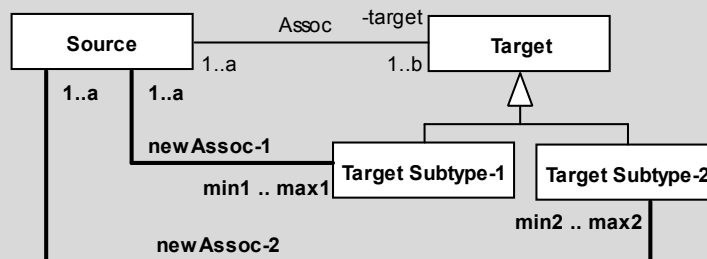 -target
Assoc
Source
Target
1..a
1..b
1..a
1..a
newAssoc-1
Target Subtype-1
Target Subtype-2
min1 .. max1
min2 .. max2
newAssoc-2